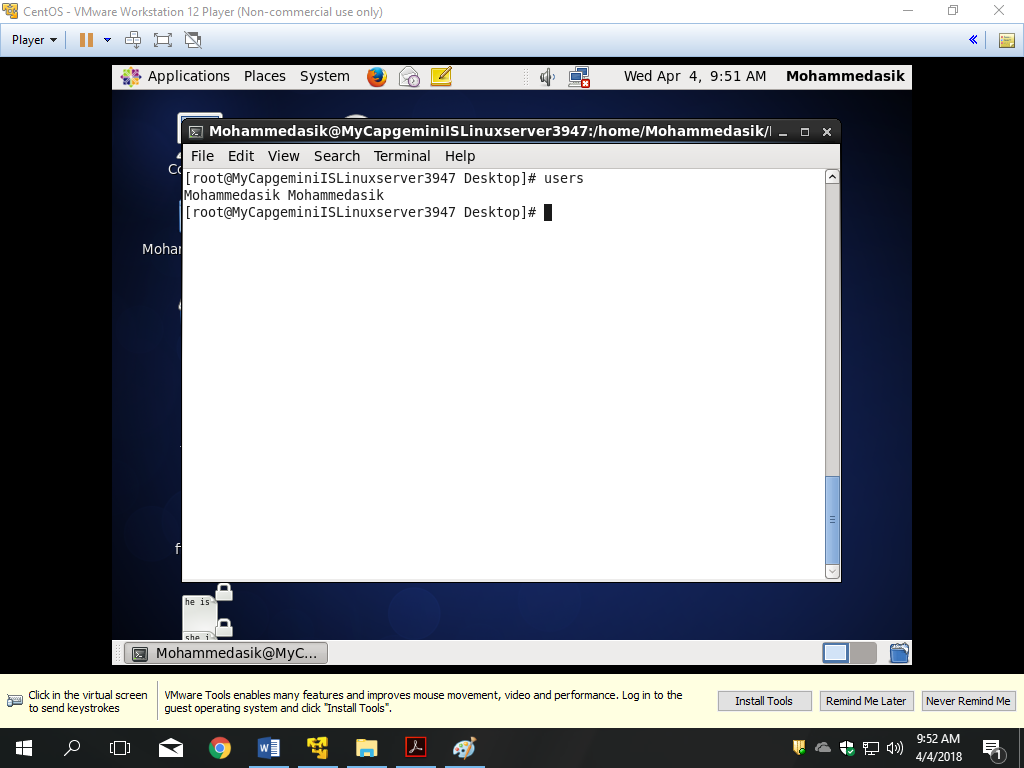 CentOS - VMware Workstation 12 Player (Non-commercial use only)
Player
Applications Places System Wed Apr 4, 9:51 AM Mohammedasik
Mohammedasik@MyCapgeminiISLinuxserver3947:/home/Mohammedasik/
File Edit View Search Terminal Help
[root@MyCapgeminiISLinuxserver3947 Desktop]# users
Mohammedasik Mohammedasik
[root@MyCapgeminiISLinuxserver3947 Desktop]#
he is
she i
Mohammedasik@MyC...
Click in the virtual screen
to send keystrokes
VMware Tools enables many features and improves mouse movement, video and performance. Log in to the
guest operating system and click "Install Tools".
Install Tools Remind Me Later Never Remind Me
9:52 AM
4/4/2018
1